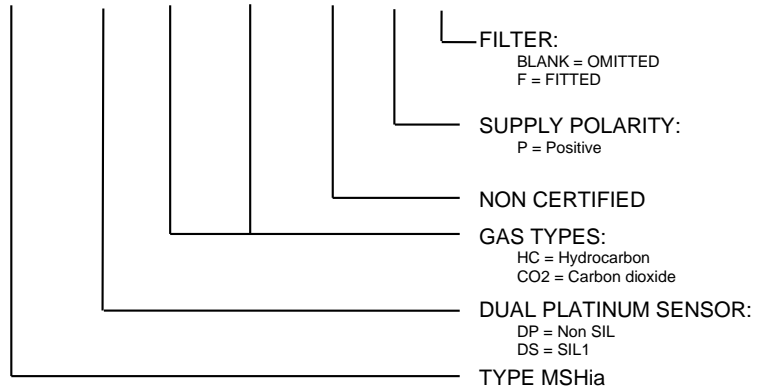 FILTER:
BLANK = OMITTED
F = FITTED
SUPPLY POLARITY:
P = Positive
NON CERTIFIED
GAS TYPES:
HC = Hydrocarbon
CO2 = Carbon dioxide
DUAL PLATINUM SENSOR:
DP = Non SIL
DS = SIL1
TYPE MSHia